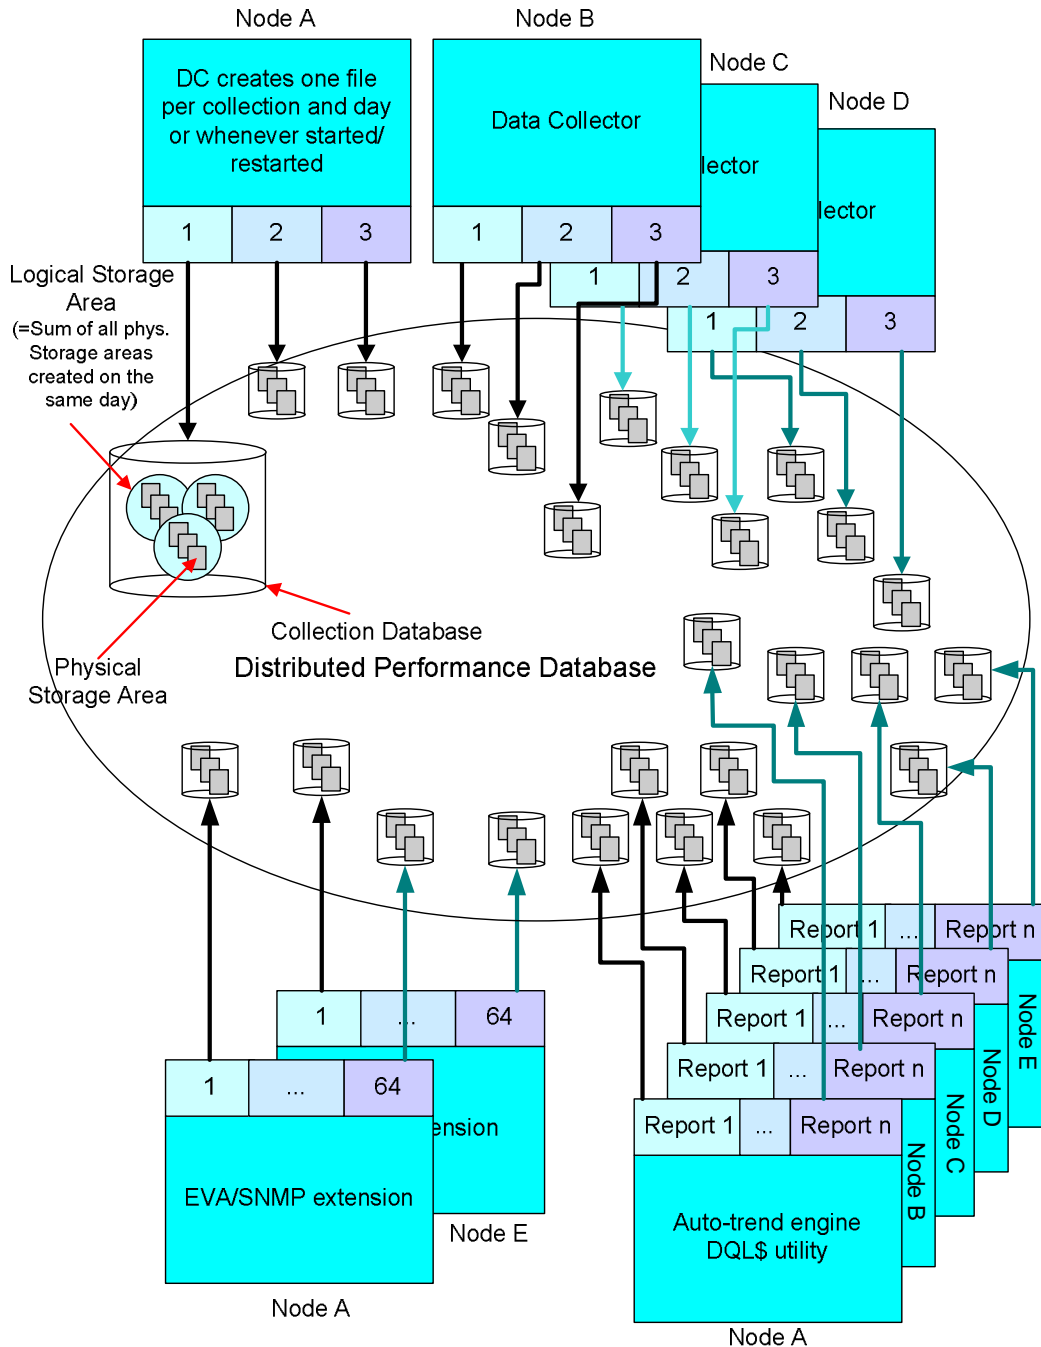 Node A
Node B
Node C
Node D
DC creates one file
per collection and day
or whenever started/
restarted
Data Collector
llector
llector
1 2 3
1 2 3
1 2 3
1 2 3
Logical Storage
Area
(=Sum of all phys.
Storage areas
created on the
same day)
Collection Database
Distributed Performance Database
Physical
Storage Area
Report 1 ... Report n
Report 1 ... Report n
Report 1 ... Report n
Report 1 ... Report n
Report 1 ... Report n
Node E
Node D
Node C
Node B
1 ... 64
1 ... 64
ension
EVA/SNMP extension
Node E
Node A
Auto-trend engine
DQL$ utility
Node A